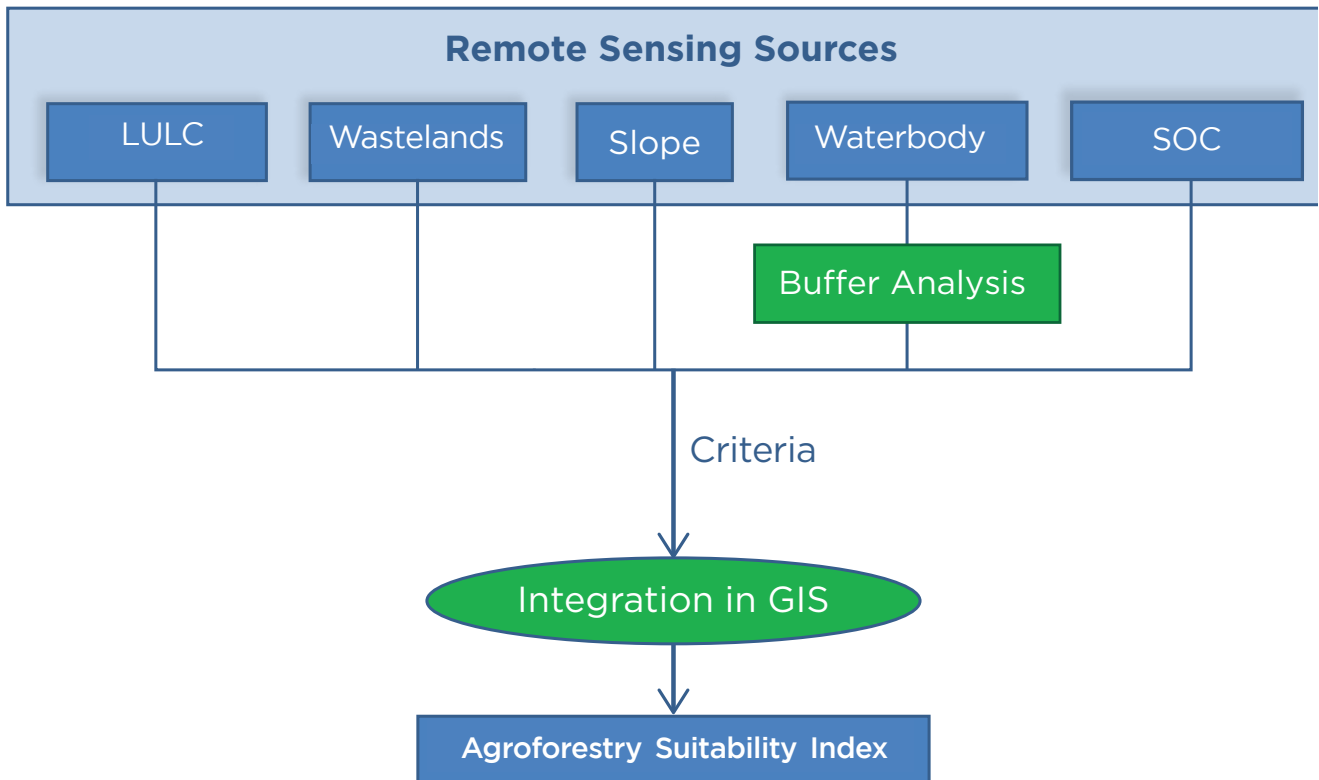 Remote Sensing Sources
LULC
Wastelands
Slope
Waterbody
SOC
Buffer Analysis
Criteria
Integration in GIS
Agroforestry Suitability Index